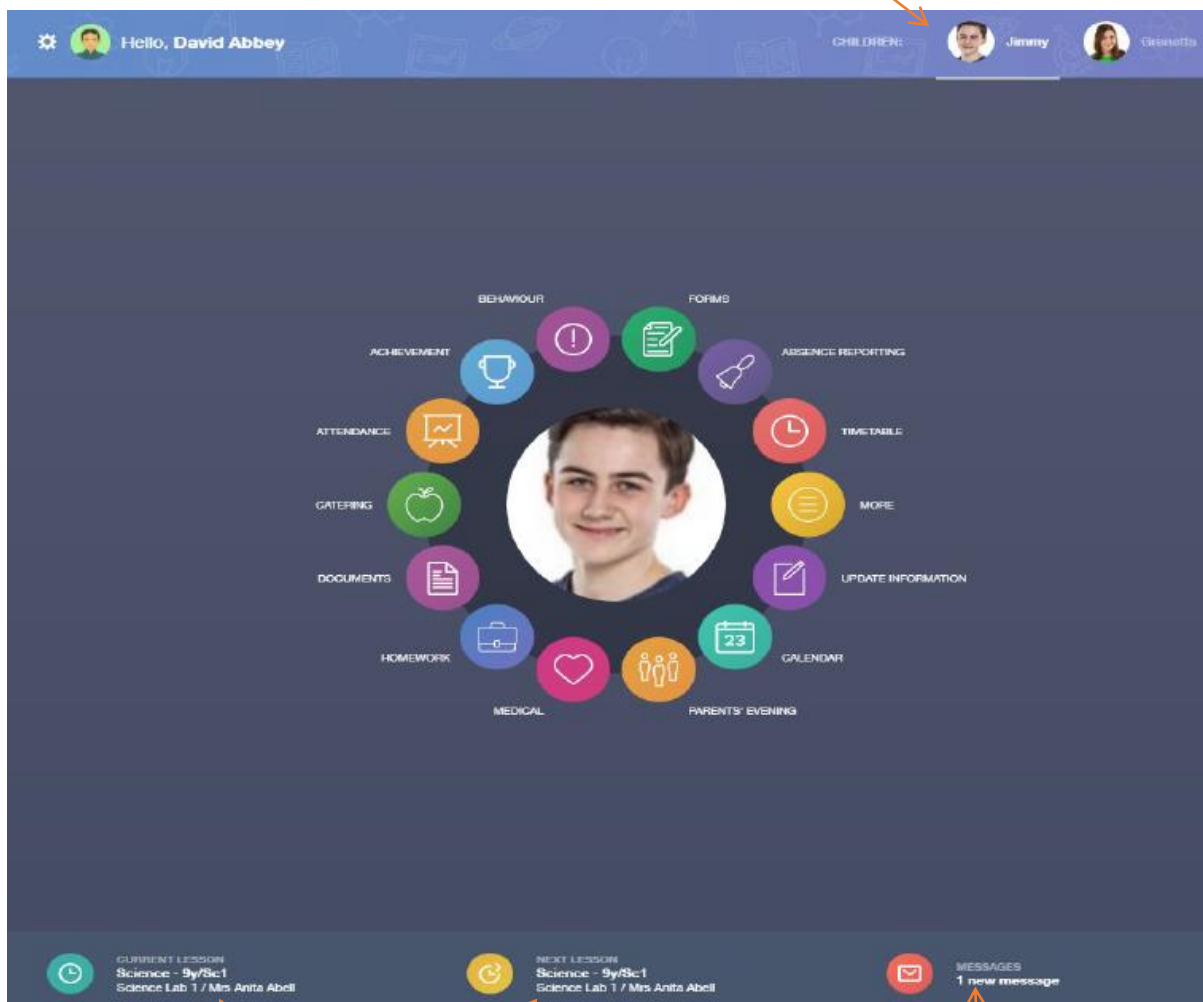 Hello, David Abbey
CHILDREN:
Jimmy
BEHAVIOUR
FORMS
ACHIEVEMENT
ABSENCE REPORTING
ATTENDANCE
TIMETABLE
CATERING
MORE
DOCUMENTS
UPDATE INFORMATION
23
HOMEWORK
CALENDAR
MEDICAL
PARENTS' EVENING
CURRENT LESSON
Science - 9y/Sc1
Science Lab 1 / Mrs Anita Abell
NEXT LESSON
Science - 9y/Sc1
Science Lab 1 / Mrs Anita Abell
MESSAGES
1 new message